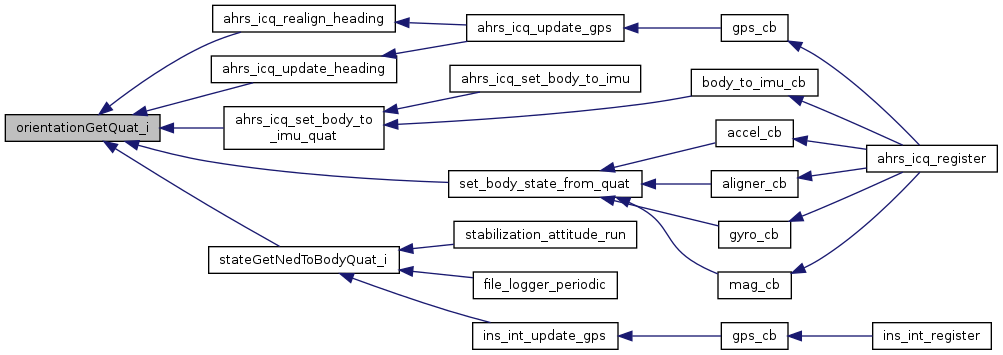 orientationGetQuat_i
ahrs_icq_realign_heading
ahrs_icq_update_heading
ahrs_icq_set_body_to
_imu_quat
set_body_state_from_quat
stateGetNedToBodyQuat_i
ahrs_icq_update_gps
ahrs_icq_set_body_to_imu
stabilization_attitude_run
file_logger_periodic
ins_int_update_gps
gps_cb
body_to_imu_cb
accel_cb
aligner_cb
gyro_cb
mag_cb
gps_cb
ahrs_icq_register
ins_int_register